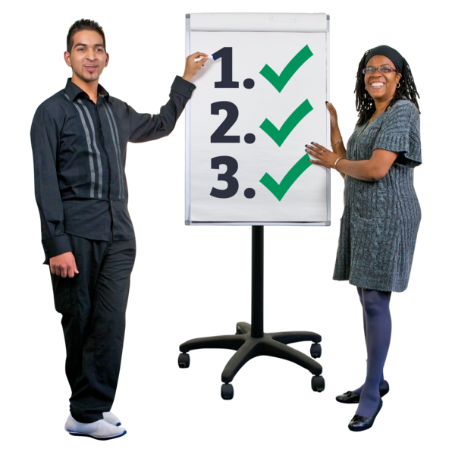 1. ✓
2. ✓
3. ✓